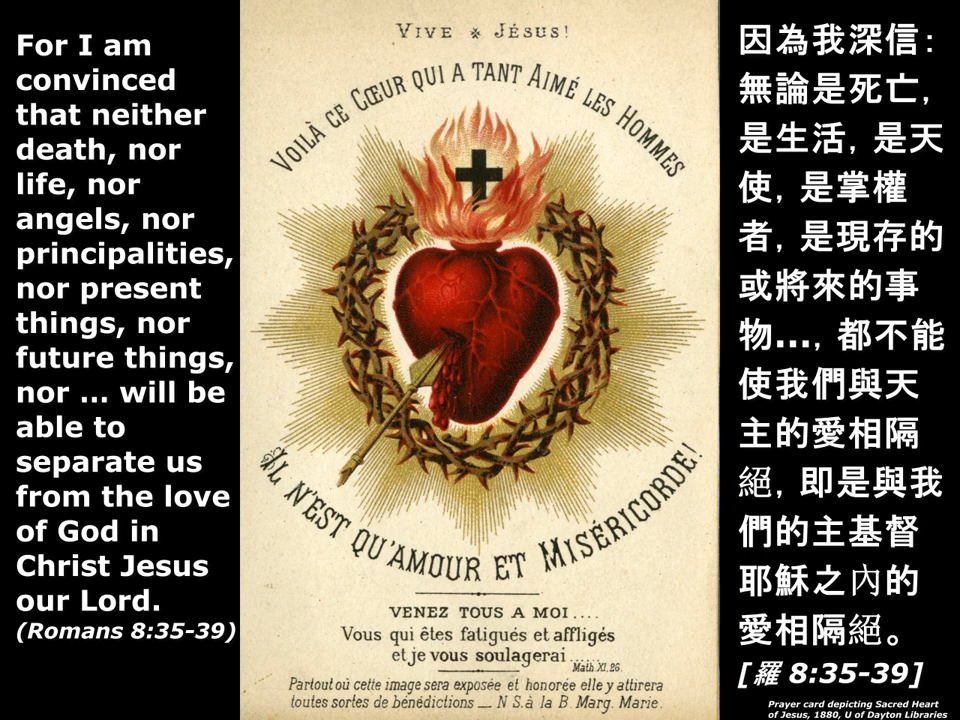 For I am
convinced
that neither
death, nor
life, nor
angels, nor
principalities,
nor present
things, nor
future things,
nor ... will be
able to
separate us
from the love
of God in
Christ Jesus
our Lord.
(Romans 8:35-39)
VIVE JÉSUS!
VOILÀ CE CŒUR QUI A TANT AIMÉ LES HOMMES
IL N'EST QU'AMOUR ET MISÉRICORDE!
VENEZ TOUS A MOI....
Vous qui êtes fatigués et affligés
et je vous soulagerai.....
Math XI. 26.
Partout où cette image sera exposée et honorée elle y attirera
toutes sortes de bénédictions — N S. à la B. Marg. Marie.
因為我深信:
無論是死亡,
是生活, 是天
使, 是掌權
者, 是現存的
或將來的事
物..., 都不能
使我們與天
主的愛相隔
絕, 即是與我
們的主基督
耶穌之內的
愛相隔絕。
[羅 8:35-39]
Prayer card depicting Sacred Heart
of Jesus, 1880, U of Dayton Libraries